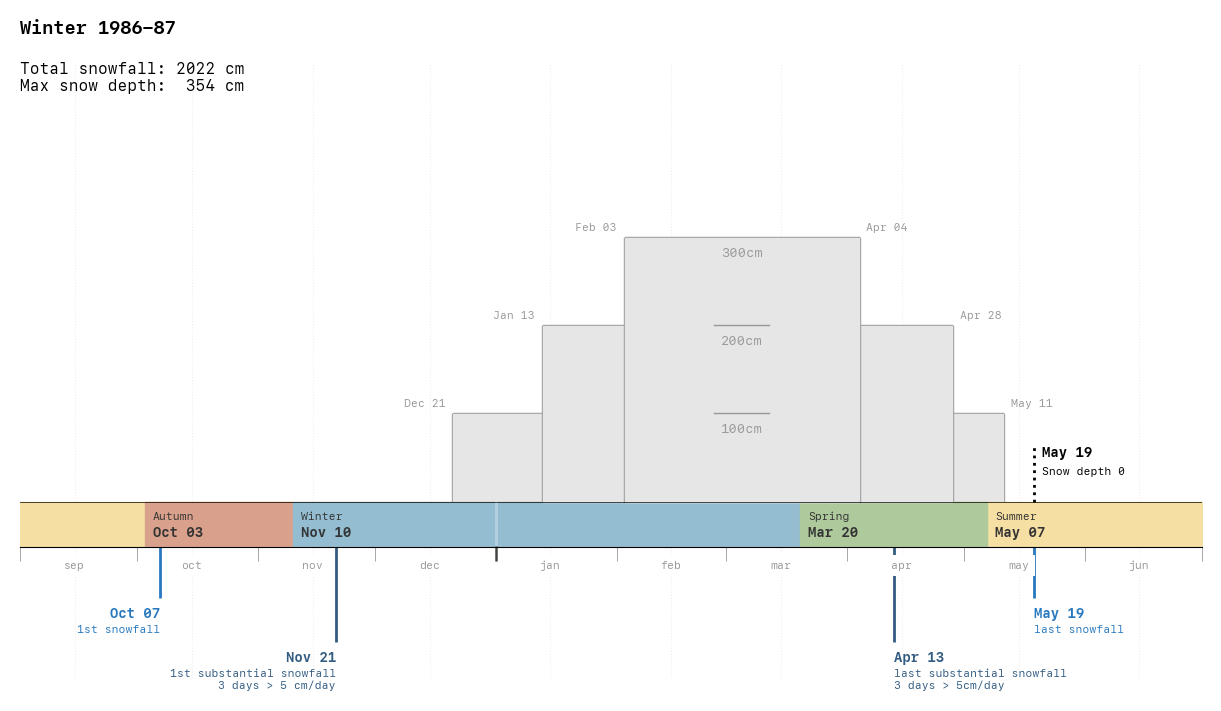 Winter 1986–87
Total snowfall: 2022 cm
Max snow depth:  354 cm
Feb 03
Apr 04
300cm
Jan 13
Apr 28
200cm
Dec 21
May 11
100cm
May 19
Snow depth 0
Autumn
Oct 03
Winter
Nov 10
Spring
Mar 20
Summer
May 07
sep
oct
nov
dec
jan
feb
mar
apr
may
jun
Oct 07
1st snowfall
May 19
last snowfall
Nov 21
1st substantial snowfall
3 days > 5 cm/day
Apr 13
last substantial snowfall
3 days > 5cm/day